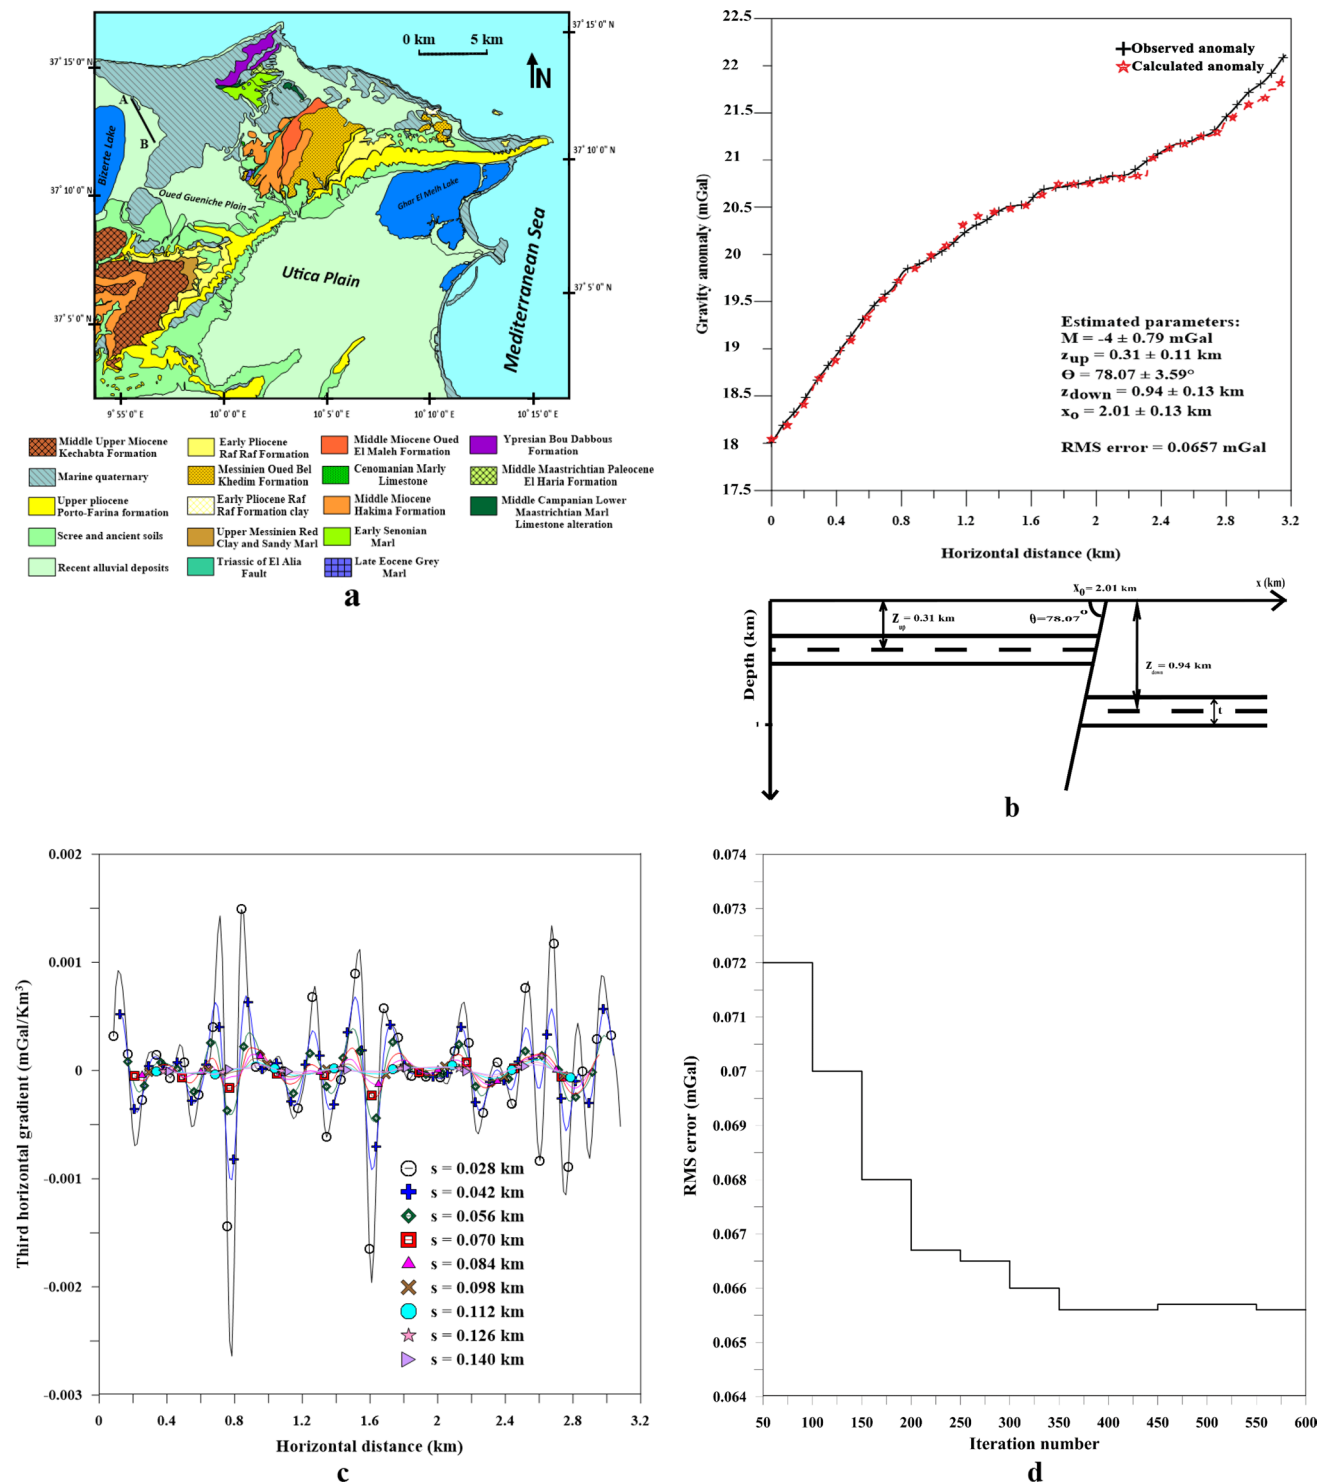 0 km 5 km
N
37° 15' 0" N
37° 15' 0" N
A
B
Bizerte Lake
37° 10' 0" N
37° 10' 0" N
Oued Gueniche Plain
Ghar El Melh Lake
Utica Plain
Mediterranean Sea
37° 5' 0" N
37° 5' 0" N
9° 55' 0" E
10° 0' 0" E
10° 5' 0" E
10° 10' 0" E
10° 15' 0" E
Middle Upper Miocene
Kechabta Formation
Marine quaternary
Upper pliocene
Porto-Farina formation
Scree and ancient soils
Recent alluvial deposits
Early Pliocene
Raf Raf Formation
Messinien Oued Bel
Khedim Formation
Early Pliocene Raf
Raf Formation clay
Upper Messinien Red
Clay and Sandy Marl
Triassic of El Alia
Fault
Middle Miocene Oued
El Maleh Formation
Cenomanian Marly
Limestone
Middle Miocene
Hakima Formation
Early Senonian
Marl
Late Eocene Grey
Marl
Ypresian Bou Dabbous
Formation
Middle Maastrichtian Paleocene
El Haria Formation
Middle Campanian Lower
Maastrichtian Marl
Limestone alteration
a
22.5
22
21.5
21
20.5
20
19.5
19
18.5
18
17.5
Gravity anomaly (mGal)
Observed anomaly
Calculated anomaly
Estimated parameters:
M = -4 ± 0.79 mGal
zup = 0.31 ± 0.11 km
Θ = 78.07 ± 3.59°
zdown = 0.94 ± 0.13 km
xo = 2.01 ± 0.13 km
RMS error = 0.0657 mGal
0 0.4 0.8 1.2 1.6 2 2.4 2.8 3.2
Horizontal distance (km)
x0 = 2.01 km
x (km)
Zup = 0.31 km
θ=78.07°
Depth (km)
Zdown = 0.94 km
1
t
b
0.002
0.001
0
-0.001
-0.002
-0.003
Third horizontal gradient (mGal/Km³)
s = 0.028 km
s = 0.042 km
s = 0.056 km
s = 0.070 km
s = 0.084 km
s = 0.098 km
s = 0.112 km
s = 0.126 km
s = 0.140 km
0 0.4 0.8 1.2 1.6 2 2.4 2.8 3.2
Horizontal distance (km)
c
0.074
0.073
0.072
0.071
0.07
0.069
0.068
0.067
0.066
0.065
0.064
RMS error (mGal)
50 100 150 200 250 300 350 400 450 500 550 600
Iteration number
d